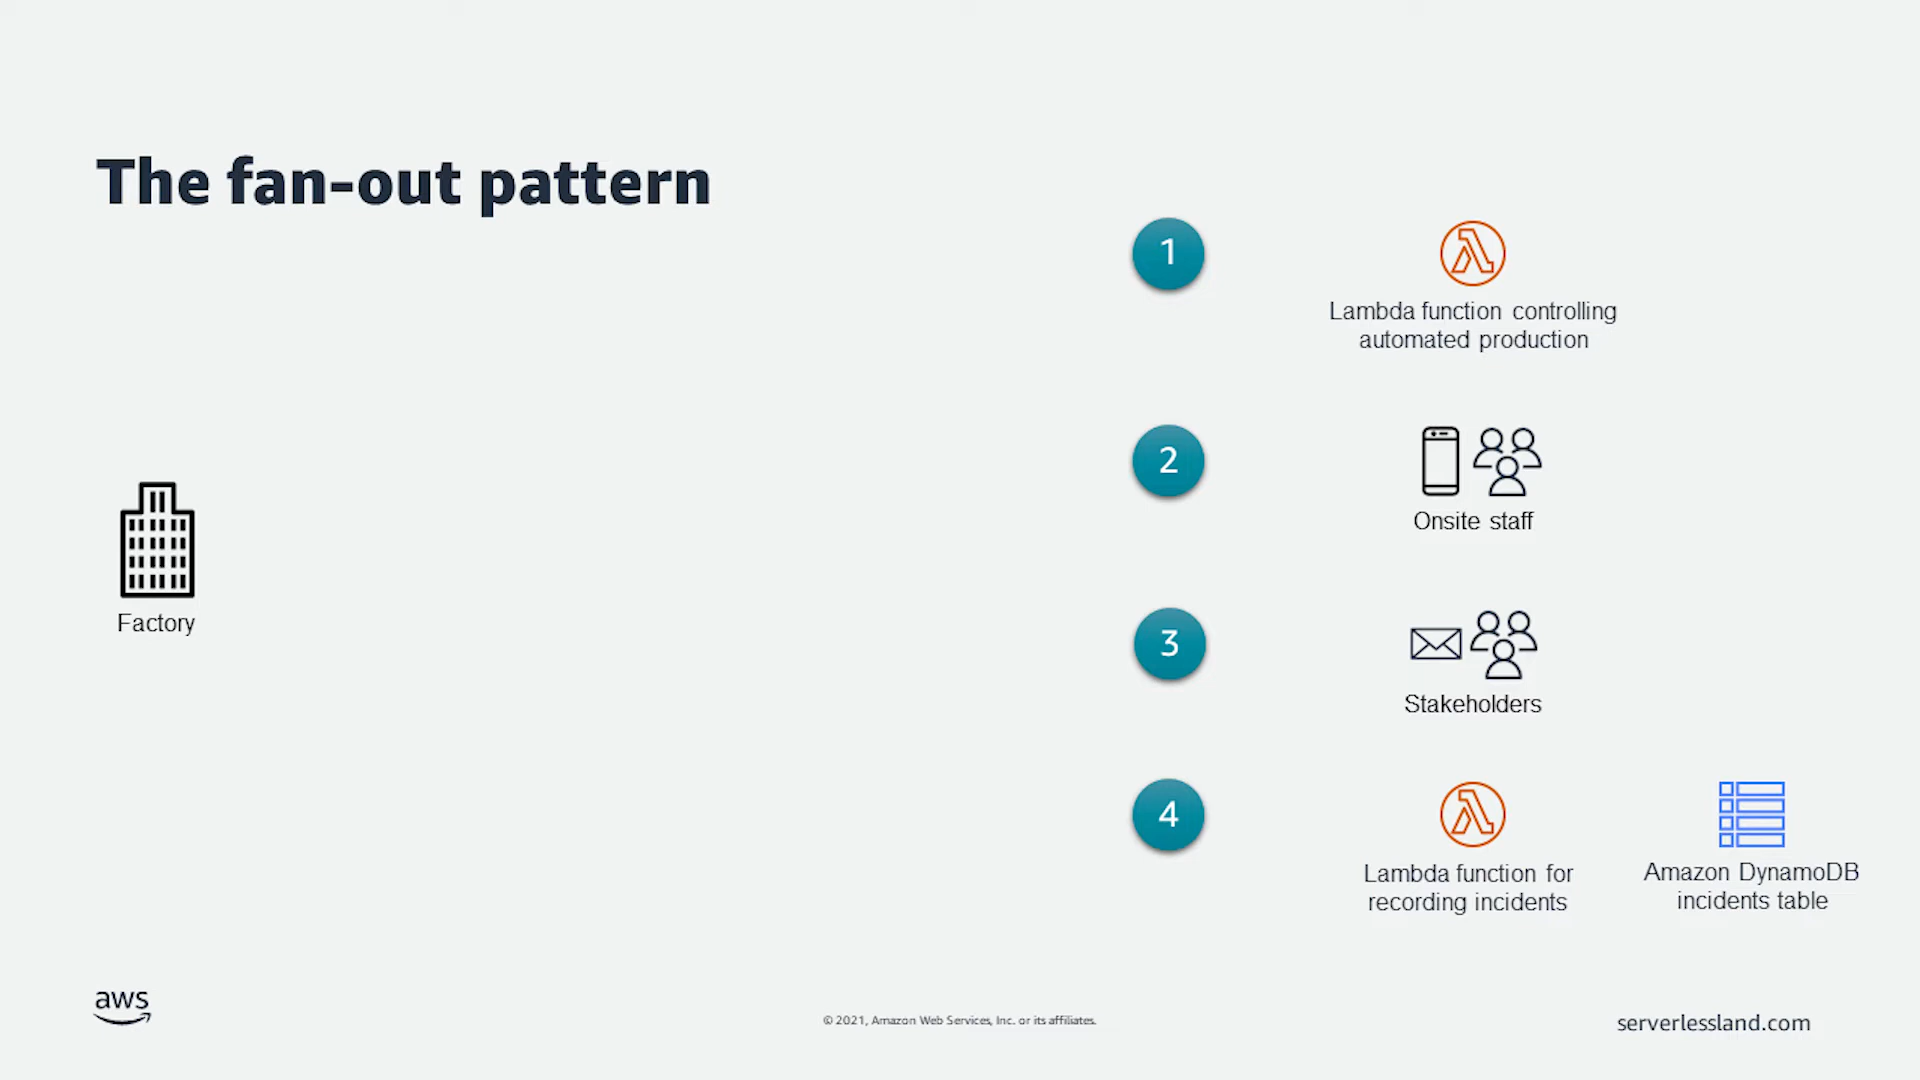 The fan-out pattern
1
Lambda function controlling
automated production
2
Onsite staff
Factory
3
Stakeholders
4
Lambda function for
recording incidents
Amazon DynamoDB
incidents table
aws
© 2021, Amazon Web Services, Inc. or its affiliates.
serverlessland.com